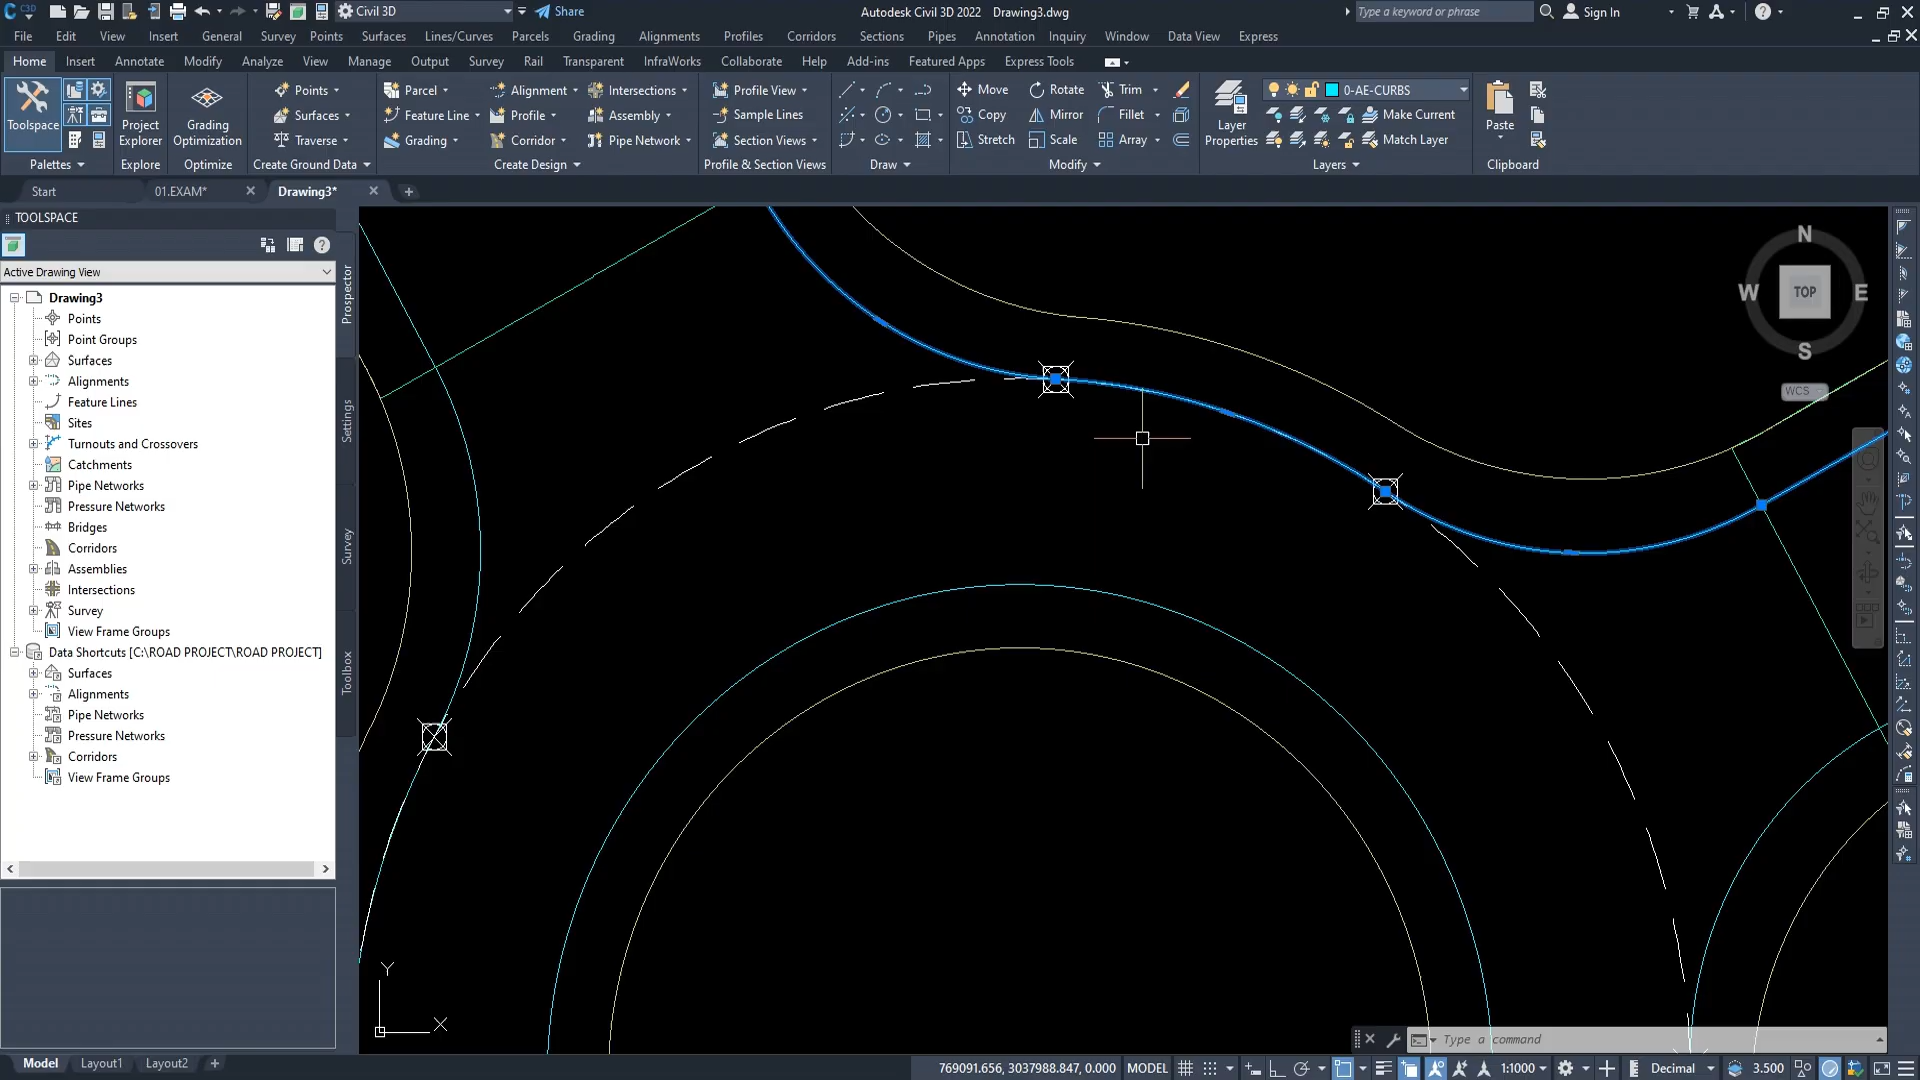 C3D Civil 3D Share Autodesk Civil 3D 2022 Drawing3.dwg Type a keyword or phrase Sign In
File Edit View Insert General Survey Points Surfaces Lines/Curves Parcels Grading Alignments Profiles Corridors Sections Pipes Annotation Inquiry Window Data View Express
Home Insert Annotate Modify Analyze View Manage Output Survey Rail Transparent InfraWorks Collaborate Help Add-ins Featured Apps Express Tools
Points Parcel Alignment Intersections Profile View Move Rotate Trim 0-AE-CURBS
Toolspace Project Explorer Grading Optimization Surfaces Feature Line Profile Assembly Sample Lines Copy Mirror Fillet Layer Properties Make Current Paste
Traverse Grading Corridor Pipe Network Section Views Stretch Scale Array Match Layer
Palettes Explore Optimize Create Ground Data Create Design Profile & Section Views Draw Modify Layers Clipboard
Start 01.EXAM* Drawing3*
TOOLSPACE
Active Drawing View
Drawing3
Points
Point Groups
Surfaces
Alignments
Feature Lines
Sites
Turnouts and Crossovers
Catchments
Pipe Networks
Pressure Networks
Bridges
Corridors
Assemblies
Intersections
Survey
View Frame Groups
Data Shortcuts [C:\ROAD PROJECT\ROAD PROJECT]
Surfaces
Alignments
Pipe Networks
Pressure Networks
Corridors
View Frame Groups
Prospector
Settings
Survey
Toolbox
N
W TOP E
S
WCS
Y
X
Type a command
Model Layout1 Layout2
769091.656, 3037988.847, 0.000 MODEL 1:1000 Decimal 3.500